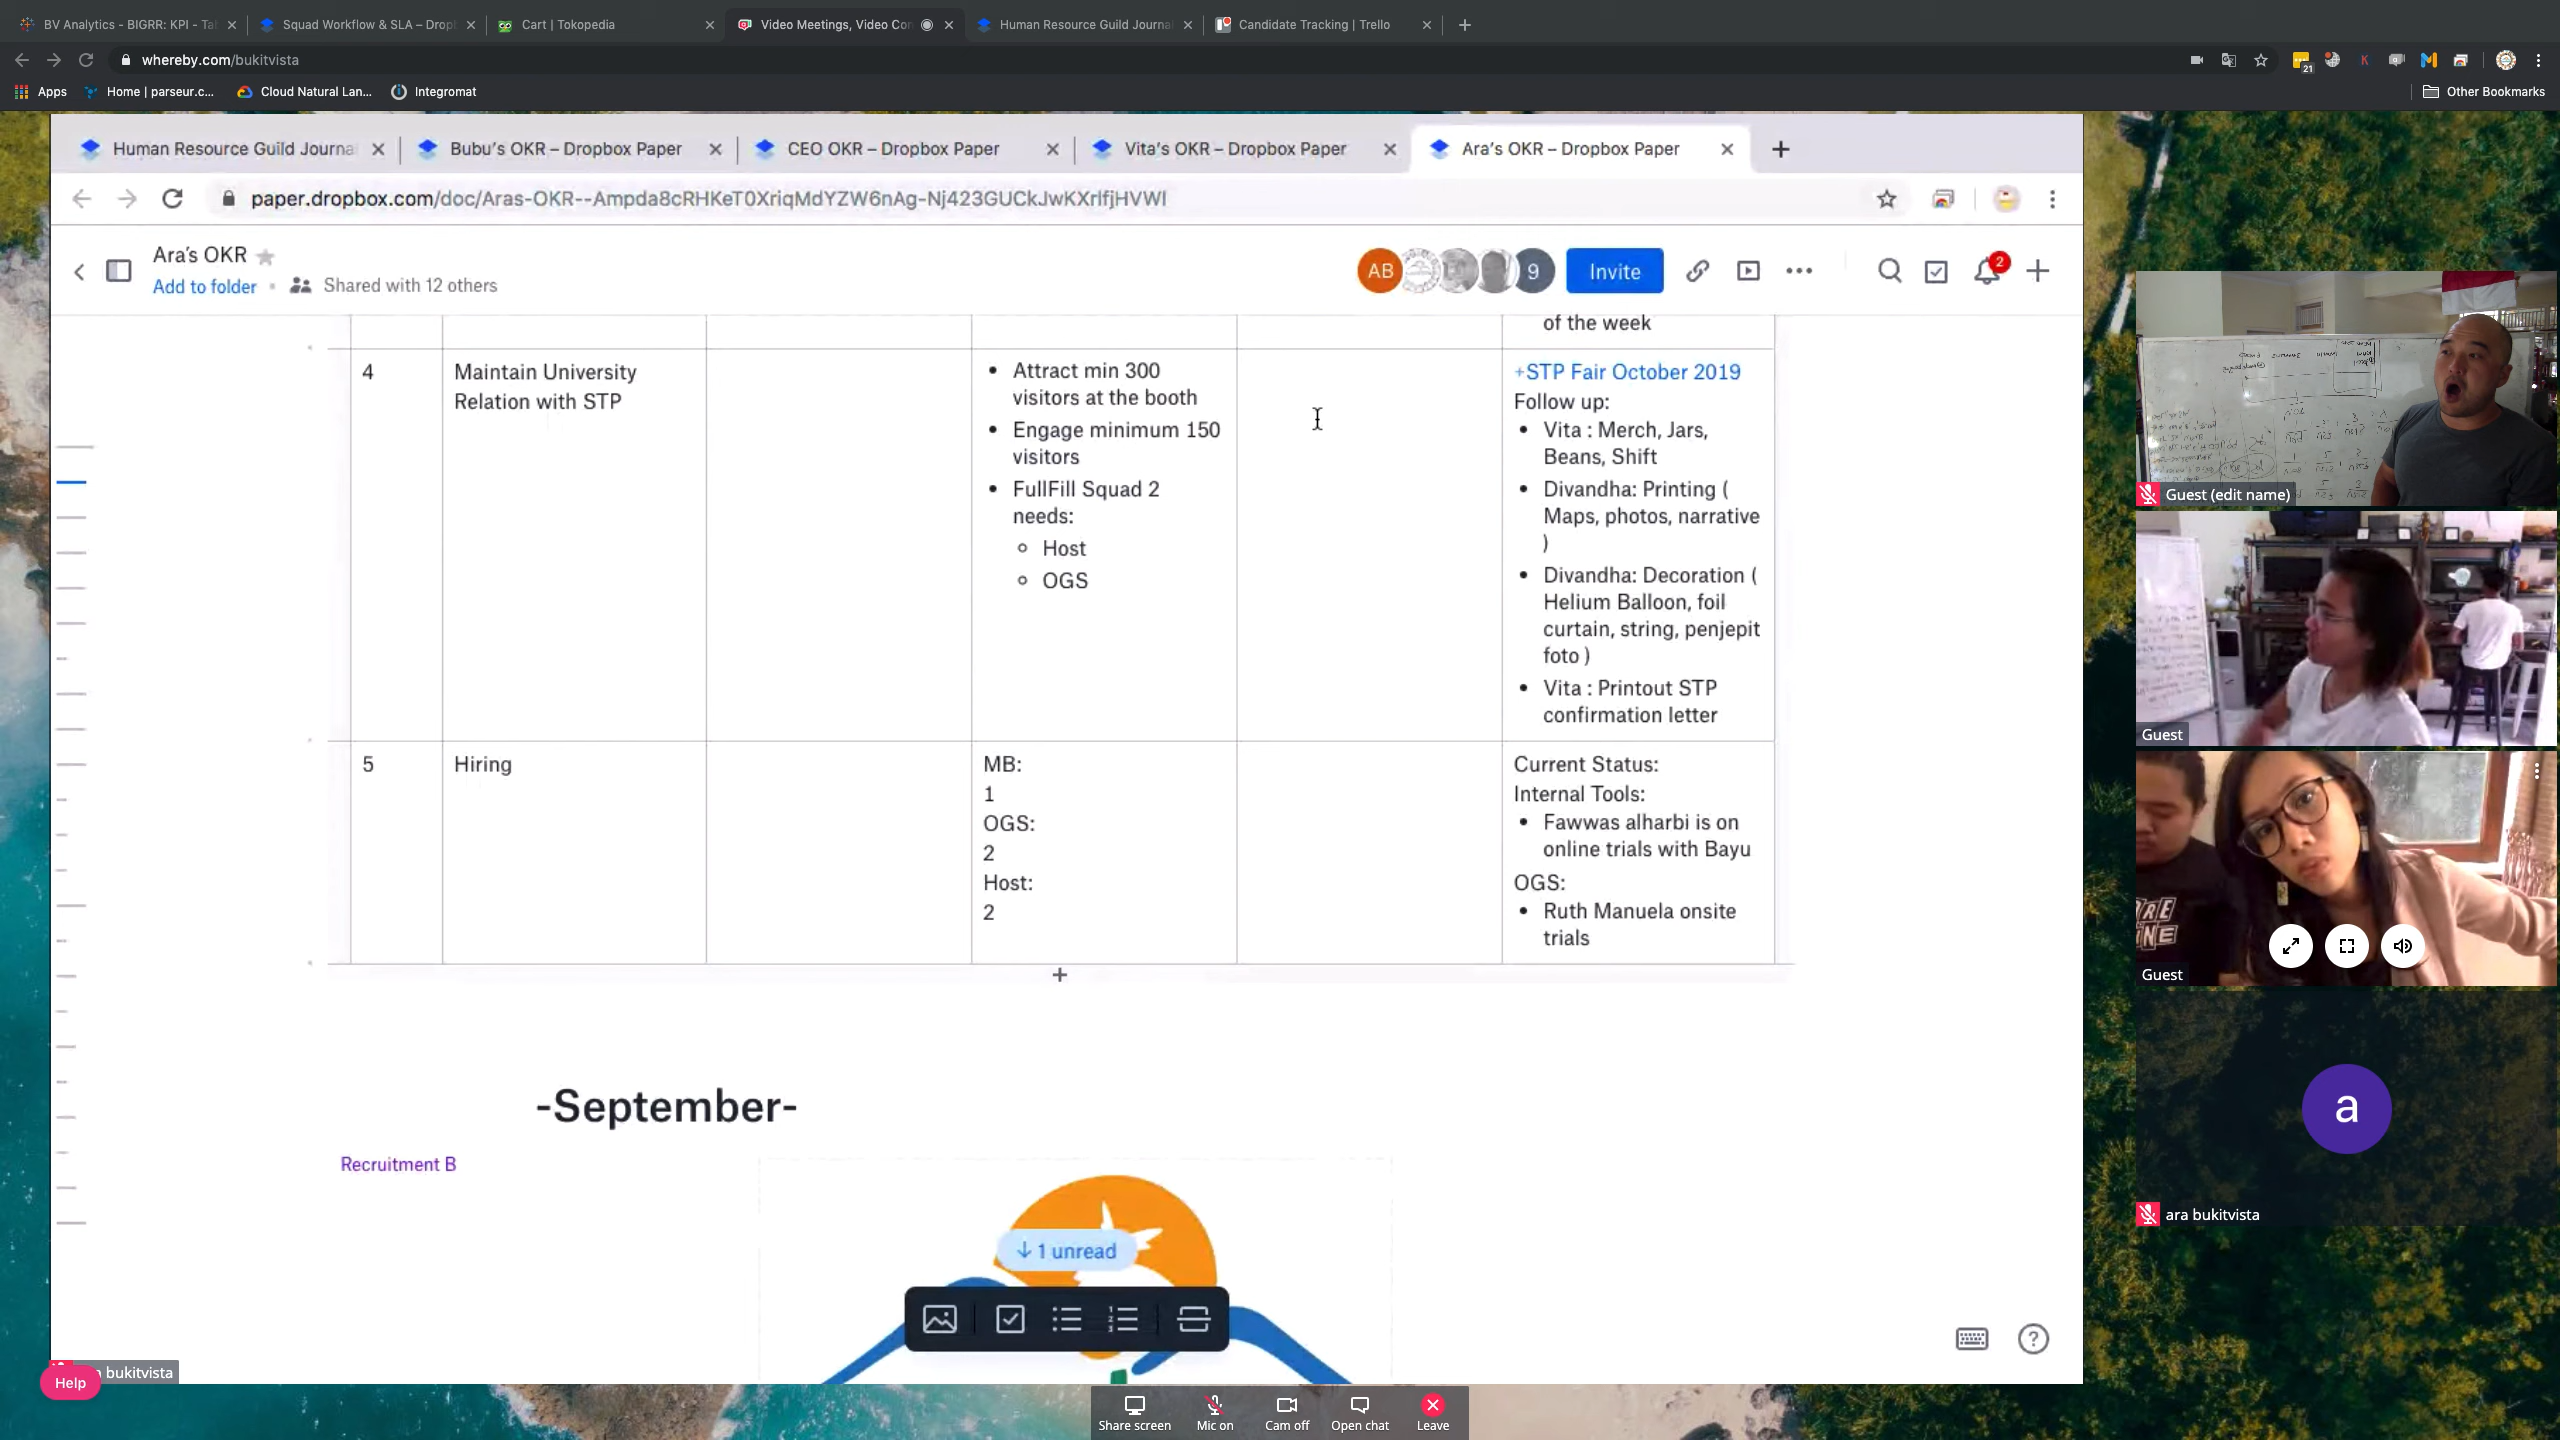 BV Analytics - BIGRR: KPI - Ta
Squad Workflow & SLA – Drop
Cart | Tokopedia
Video Meetings, Video Con
Human Resource Guild Journa
Candidate Tracking | Trello
whereby.com/bukitvista
21
Apps
Home | parseur.c...
Cloud Natural Lan...
Integromat
Other Bookmarks
Human Resource Guild Journa
Bubu's OKR – Dropbox Paper
CEO OKR – Dropbox Paper
Vita's OKR – Dropbox Paper
Ara's OKR – Dropbox Paper
paper.dropbox.com/doc/Aras-OKR--Ampda8cRHKeT0XriqMdYZW6nAg-Nj423GUCkJwKXrlfjHVWl
Ara's OKR
Add to folder
Shared with 12 others
AB
9
Invite
2
of the week
4
Maintain University
Relation with STP
• Attract min 300
visitors at the booth
• Engage minimum 150
visitors
• FullFill Squad 2
needs:
◦ Host
◦ OGS
+STP Fair October 2019
Follow up:
• Vita : Merch, Jars,
Beans, Shift
• Divandha: Printing (
Maps, photos, narrative
)
• Divandha: Decoration (
Helium Balloon, foil
curtain, string, penjepit
foto )
• Vita : Printout STP
confirmation letter
5
Hiring
MB:
1
OGS:
2
Host:
2
Current Status:
Internal Tools:
• Fawwas alharbi is on
online trials with Bayu
OGS:
• Ruth Manuela onsite
trials
-September-
Recruitment B
1 unread
bukitvista
Help
Share screen
Mic on
Cam off
Open chat
Leave
Guest (edit name)
Guest
Guest
a
ara bukitvista